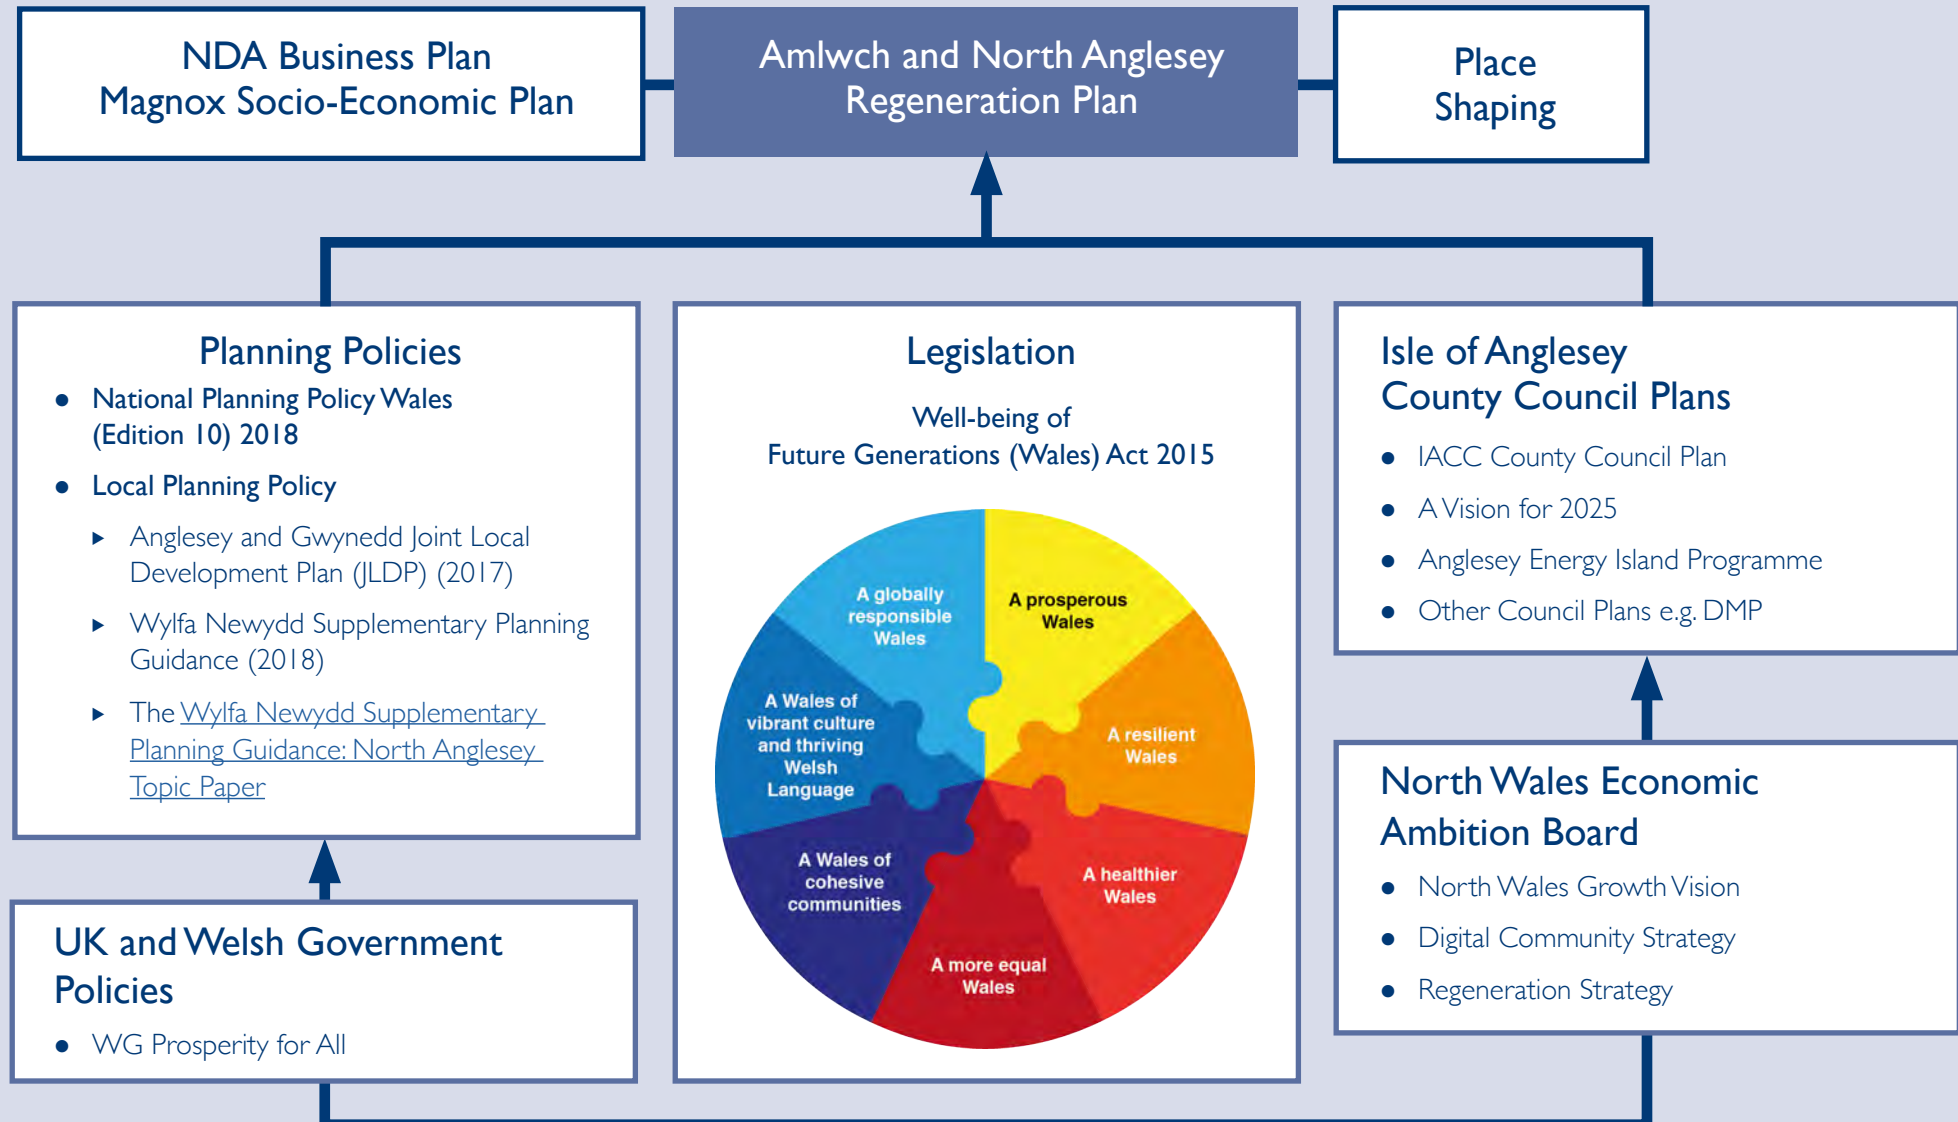 NDA Business Plan
Magnox Socio-Economic Plan
Amlwch and North Anglesey
Regeneration Plan
Place
Shaping
Planning Policies
● National Planning Policy Wales
(Edition 10) 2018
● Local Planning Policy
▸ Anglesey and Gwynedd Joint Local
Development Plan (JLDP) (2017)
▸ Wylfa Newydd Supplementary Planning
Guidance (2018)
▸ The Wylfa Newydd Supplementary
Planning Guidance: North Anglesey
Topic Paper
UK and Welsh Government
Policies
● WG Prosperity for All
Legislation
Well-being of
Future Generations (Wales) Act 2015
A globally
responsible
Wales
A prosperous
Wales
A resilient
Wales
A healthier
Wales
A more equal
Wales
A Wales of
cohesive
communities
A Wales of
vibrant culture
and thriving
Welsh
Language
Isle of Anglesey
County Council Plans
● IACC County Council Plan
● A Vision for 2025
● Anglesey Energy Island Programme
● Other Council Plans e.g. DMP
North Wales Economic
Ambition Board
● North Wales Growth Vision
● Digital Community Strategy
● Regeneration Strategy